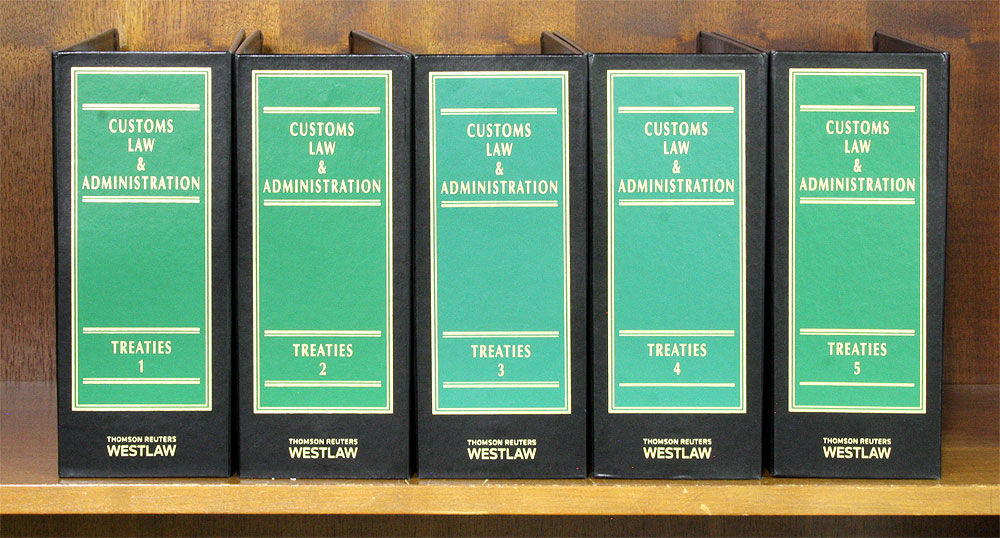 CUSTOMS
LAW
&
ADMINISTRATION
TREATIES
1
THOMSON REUTERS
WESTLAW
CUSTOMS
LAW
&
ADMINISTRATION
TREATIES
2
THOMSON REUTERS
WESTLAW
CUSTOMS
LAW
&
ADMINISTRATION
TREATIES
3
THOMSON REUTERS
WESTLAW
CUSTOMS
LAW
&
ADMINISTRATION
TREATIES
4
THOMSON REUTERS
WESTLAW
CUSTOMS
LAW
&
ADMINISTRATION
TREATIES
5
THOMSON REUTERS
WESTLAW